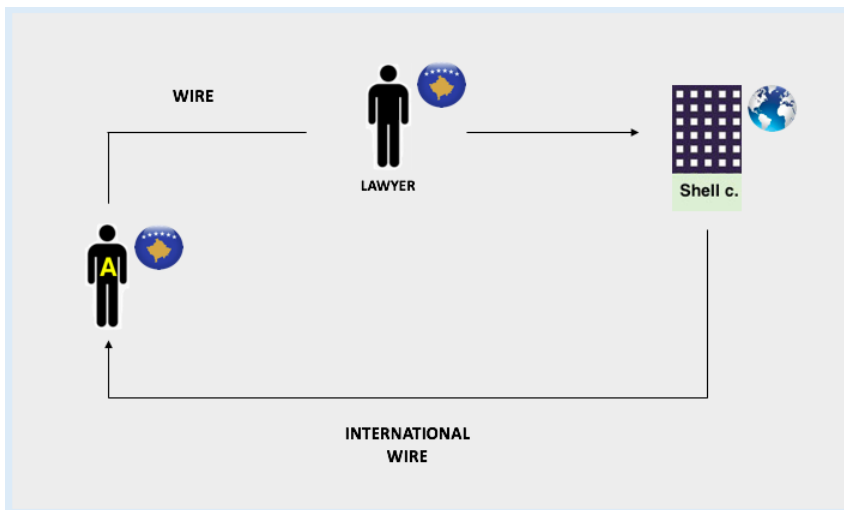 WIRE
LAWYER
Shell c.
A
INTERNATIONAL
WIRE